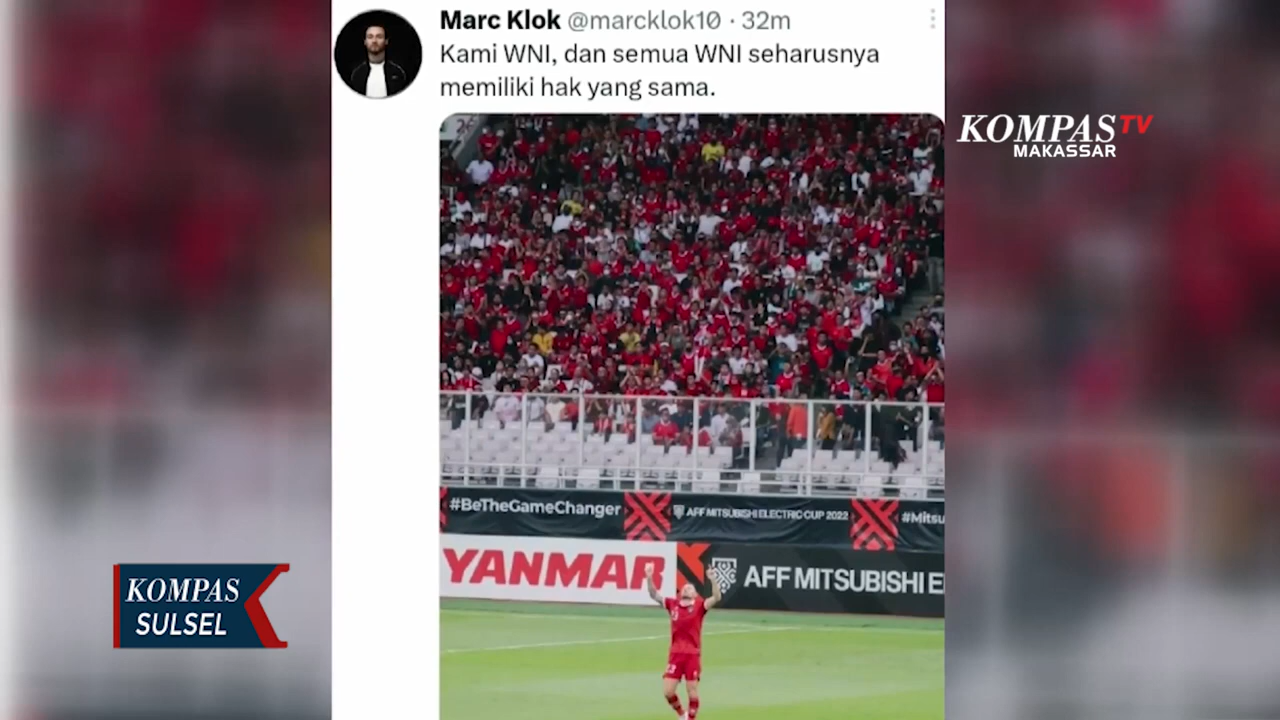 Marc Klok @marcklok10 · 32m
Kami WNI, dan semua WNI seharusnya
memiliki hak yang sama.
KOMPAS TV
MAKASSAR
#BeTheGameChanger
AFF MITSUBISHI ELECTRIC CUP 2022
#Mitsu
YANMAR
AFF MITSUBISHI E
KOMPAS
SULSEL